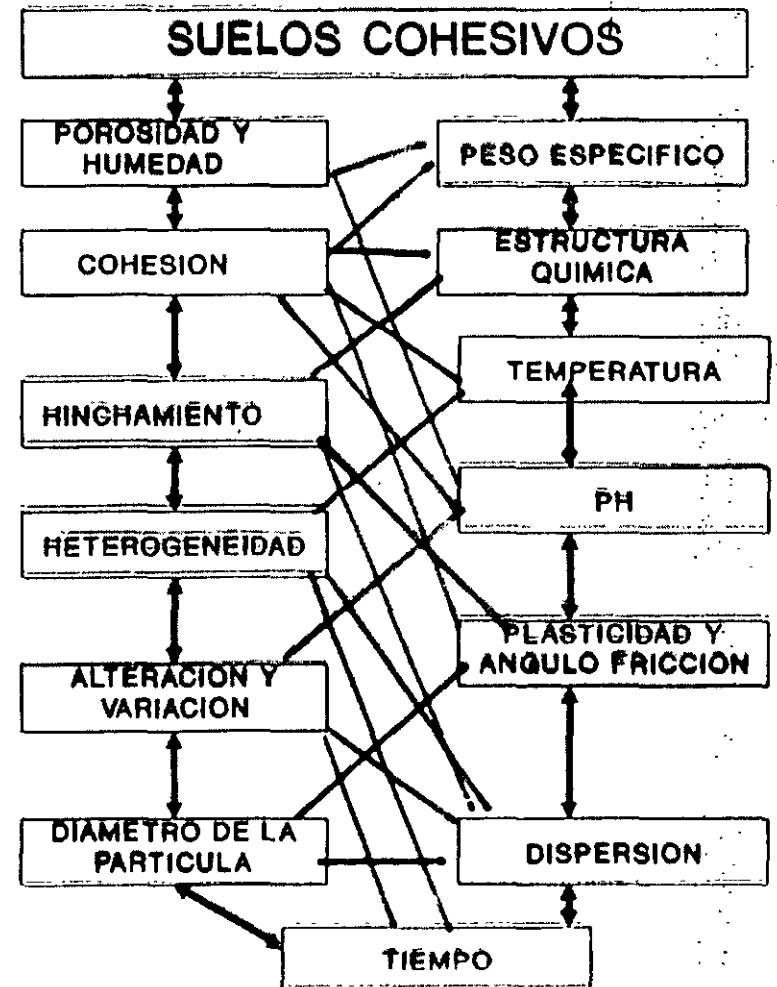 SUELOS COHESIVOS
POROSIDAD Y
HUMEDAD
PESO ESPECIFICO
COHESION
ESTRUCTURA
QUIMICA
TEMPERATURA
HINCHAMIENTO
PH
HETEROGENEIDAD
PLASTICIDAD Y
ANGULO FRICCION
ALTERACION Y
VARIACION
DIAMETRO DE LA
PARTICULA
DISPERSION
TIEMPO